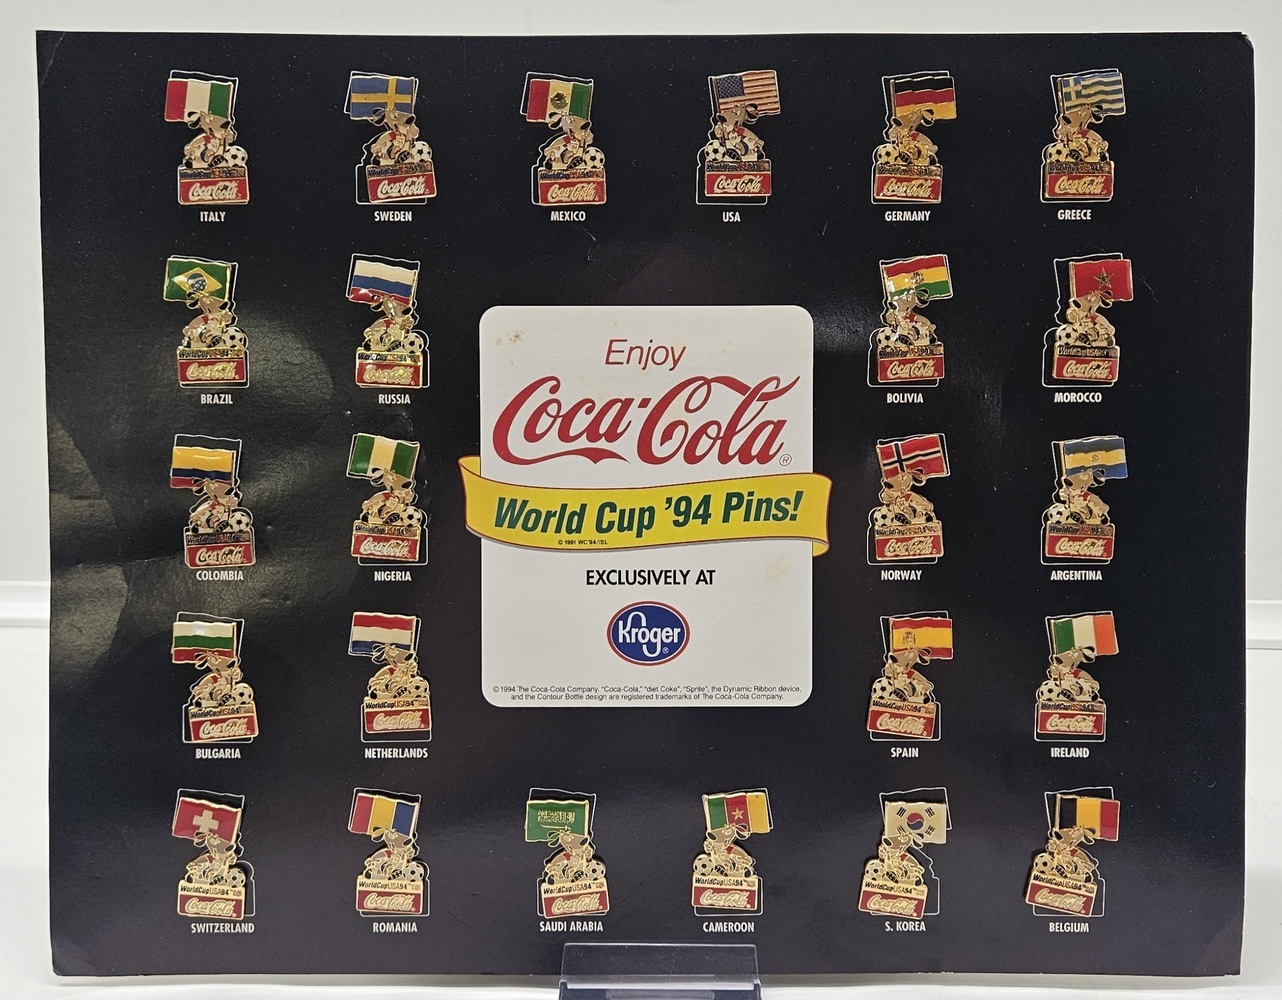 ITALY
SWEDEN
MEXICO
USA
GERMANY
GREECE
BRAZIL
RUSSIA
BOLIVIA
MOROCCO
Enjoy
Coca-Cola®
World Cup '94 Pins!
© 1991 WC'94/ISL
EXCLUSIVELY AT
Kroger®
©1994 The Coca-Cola Company. "Coca-Cola," "diet Coke", "Sprite", the Dynamic Ribbon device,
and the Contour Bottle design are registered trademarks of The Coca-Cola Company.
COLOMBIA
NIGERIA
NORWAY
ARGENTINA
BULGARIA
NETHERLANDS
SPAIN
IRELAND
WorldCupUSA94
Coca-Cola
SWITZERLAND
ROMANIA
SAUDI ARABIA
CAMEROON
S. KOREA
BELGIUM